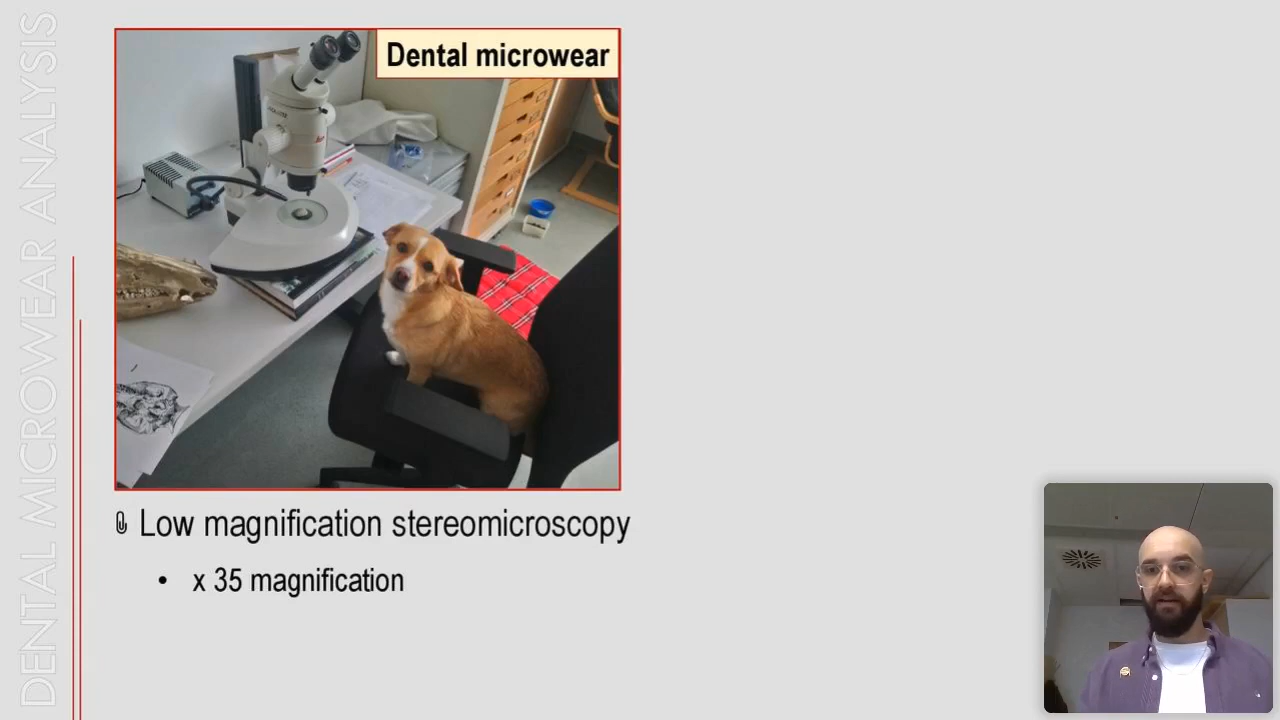 DENTAL MICROWEAR ANALYSIS
Dental microwear
Low magnification stereomicroscopy
• x 35 magnification